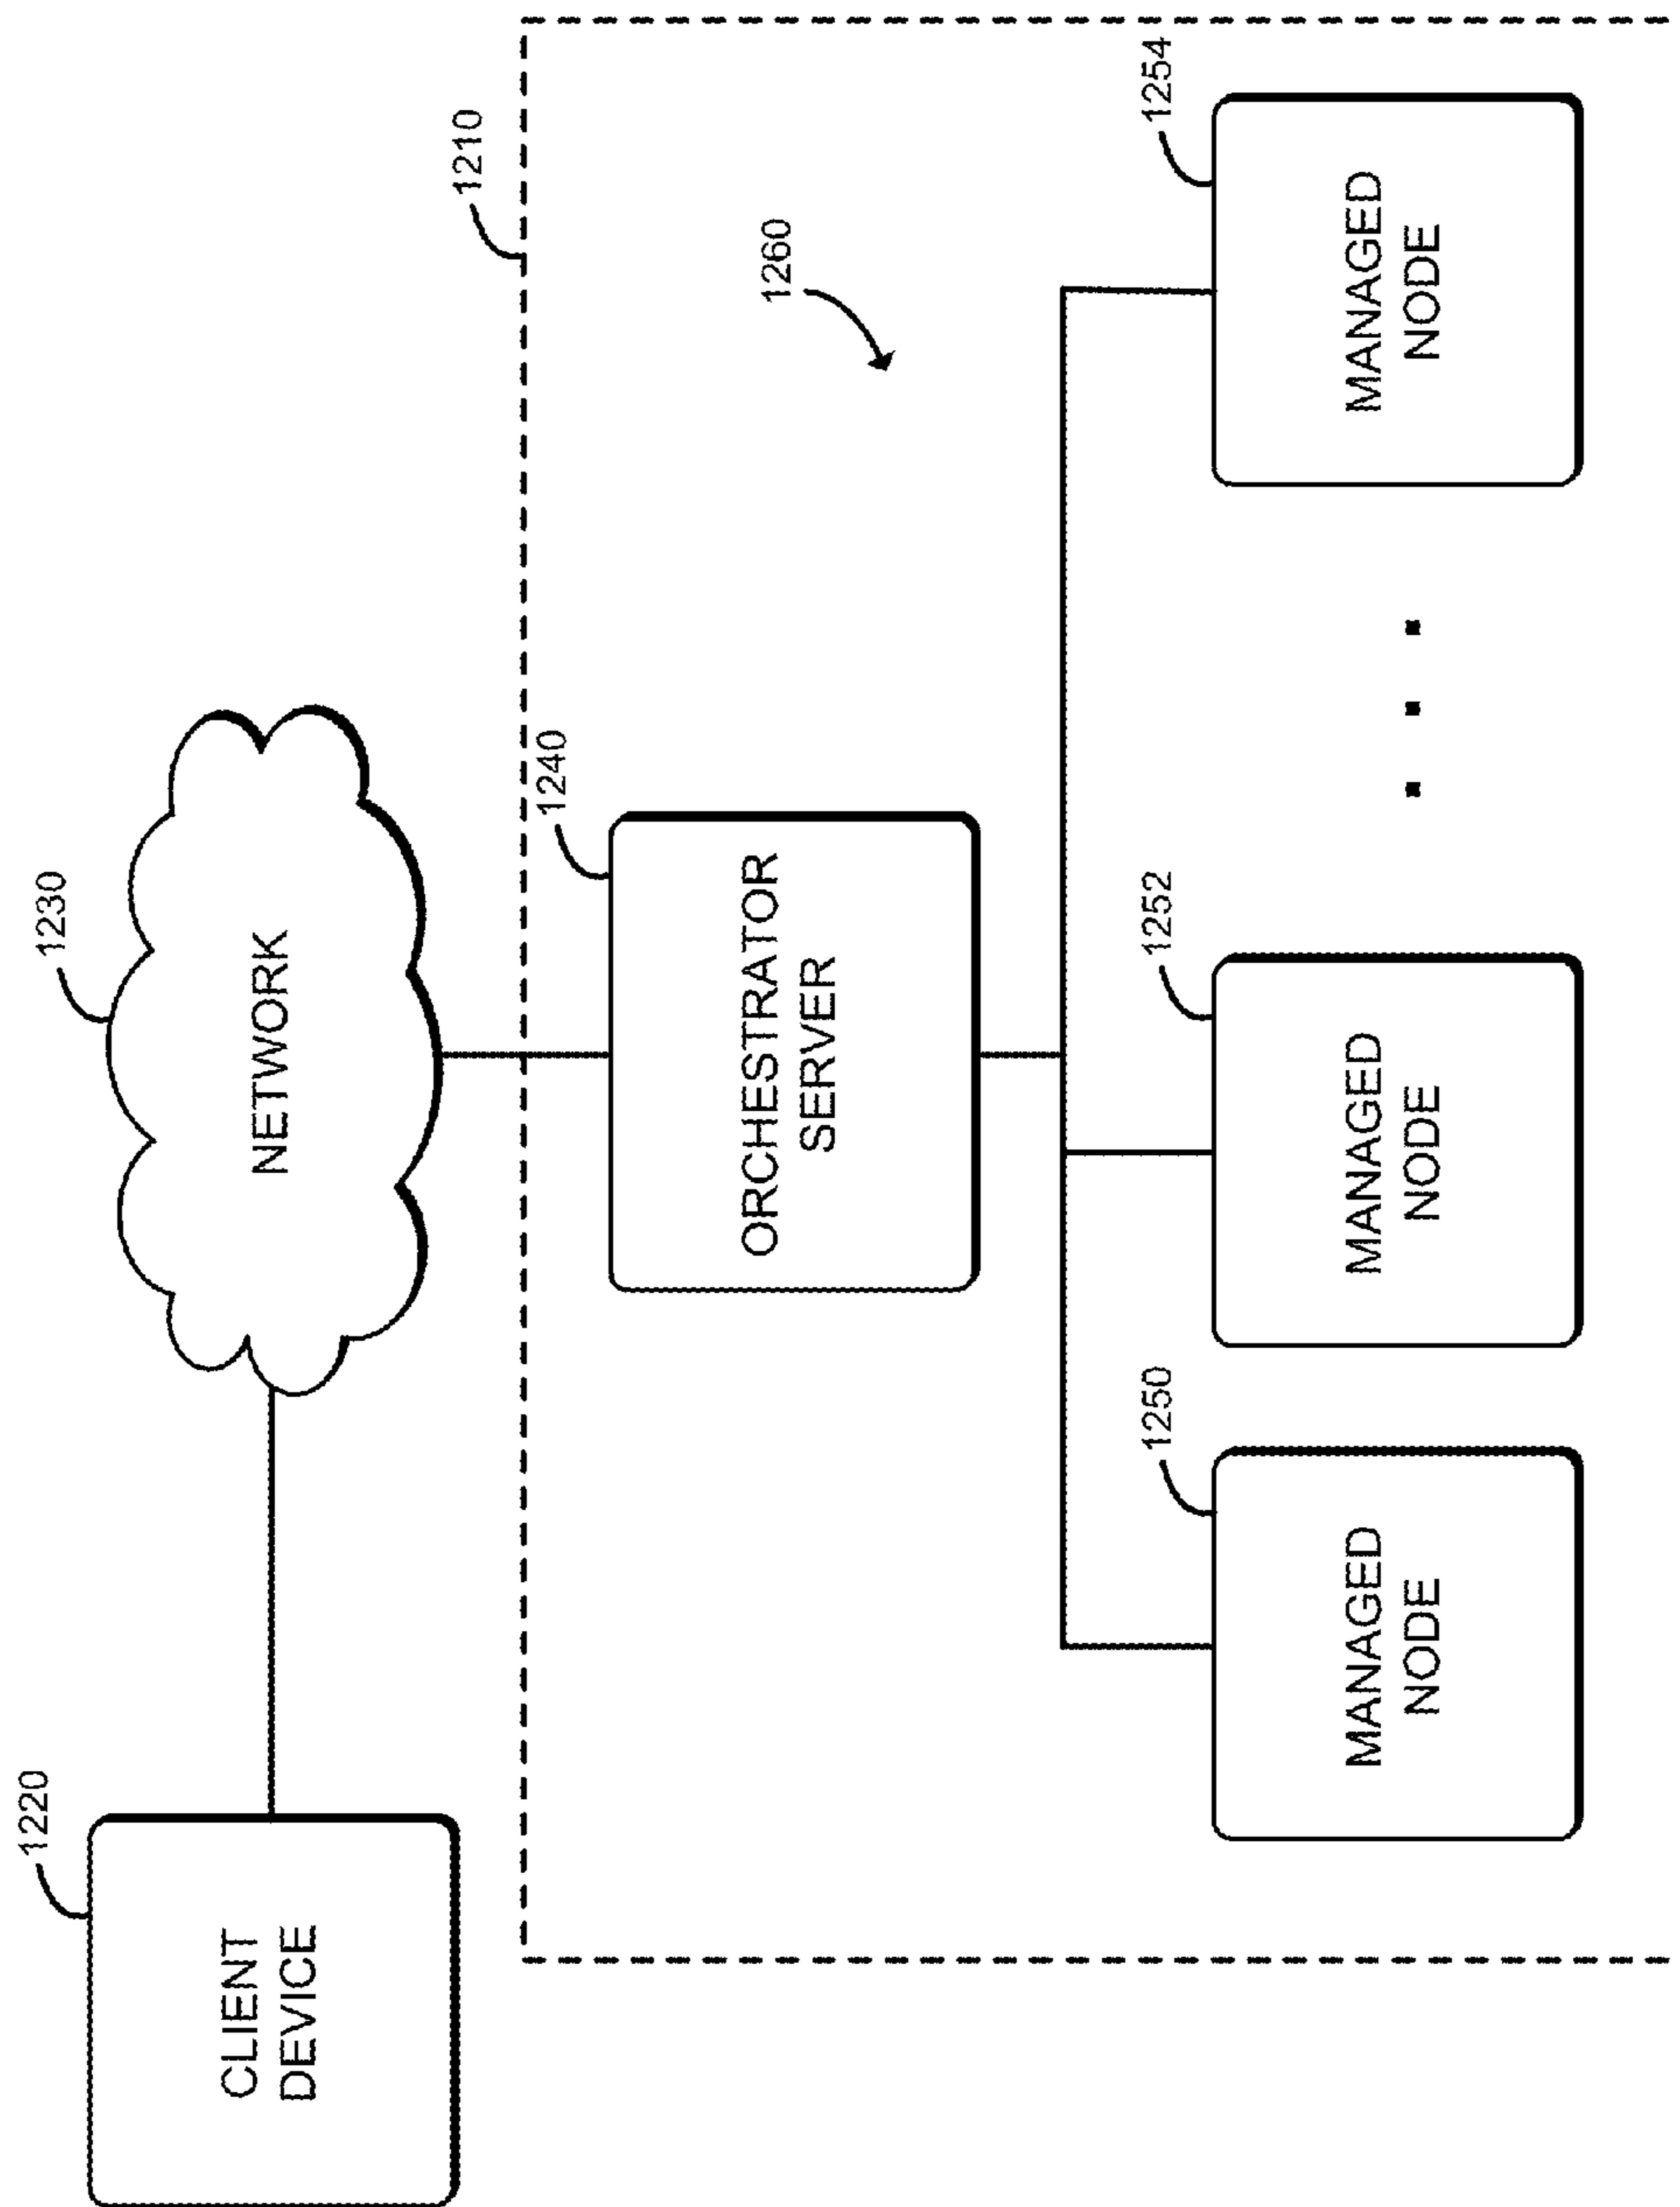 1220
CLIENT
DEVICE
1230
NETWORK
1210
1240
ORCHESTRATOR
SERVER
1260
1250
MANAGED
NODE
1252
MANAGED
NODE
1254
MANAGED
NODE